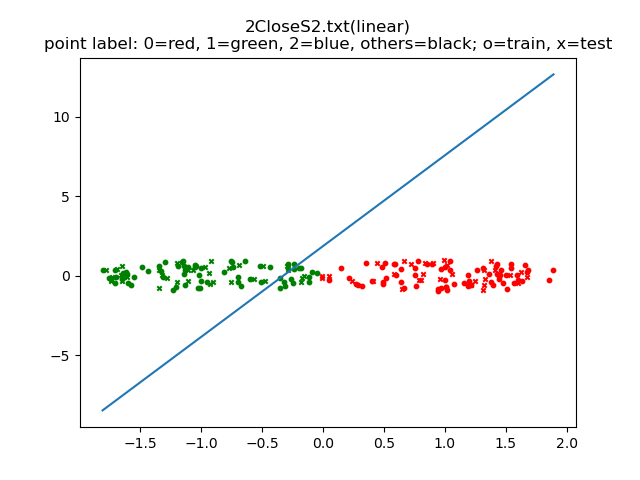 2CloseS2.txt(linear)
point label: 0=red, 1=green, 2=blue, others=black; o=train, x=test
10
5
0
−5
−1.5 −1.0 −0.5 0.0 0.5 1.0 1.5 2.0